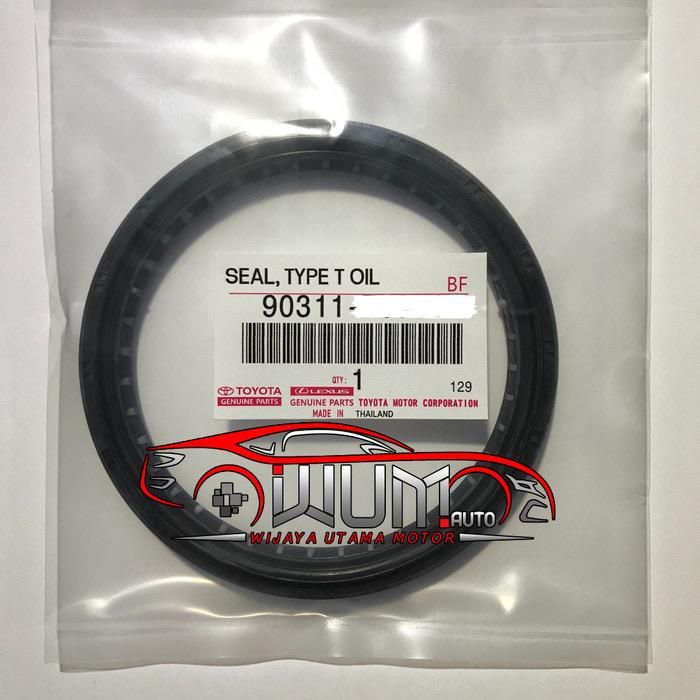 SEAL, TYPE T OIL
BF
90311-
QTY: 1
129
TOYOTA LEXUS
GENUINE PARTS GENUINE PARTS TOYOTA MOTOR CORPORATION
MADE IN THAILAND
WUM AUTO
WIJAYA UTAMA MOTOR